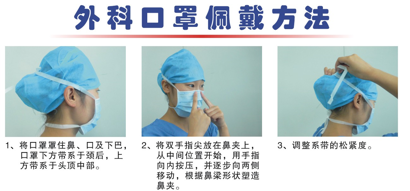 外科口罩佩戴方法
1、将口罩罩住鼻、口及下巴，
口罩下方带系于颈后，上
方带系于头顶中部。
2、将双手指尖放在鼻夹上，
从中间位置开始，用手指
向内按压，并逐步向两侧
移动，根据鼻梁形状塑造
鼻夹。
3、调整系带的松紧度。